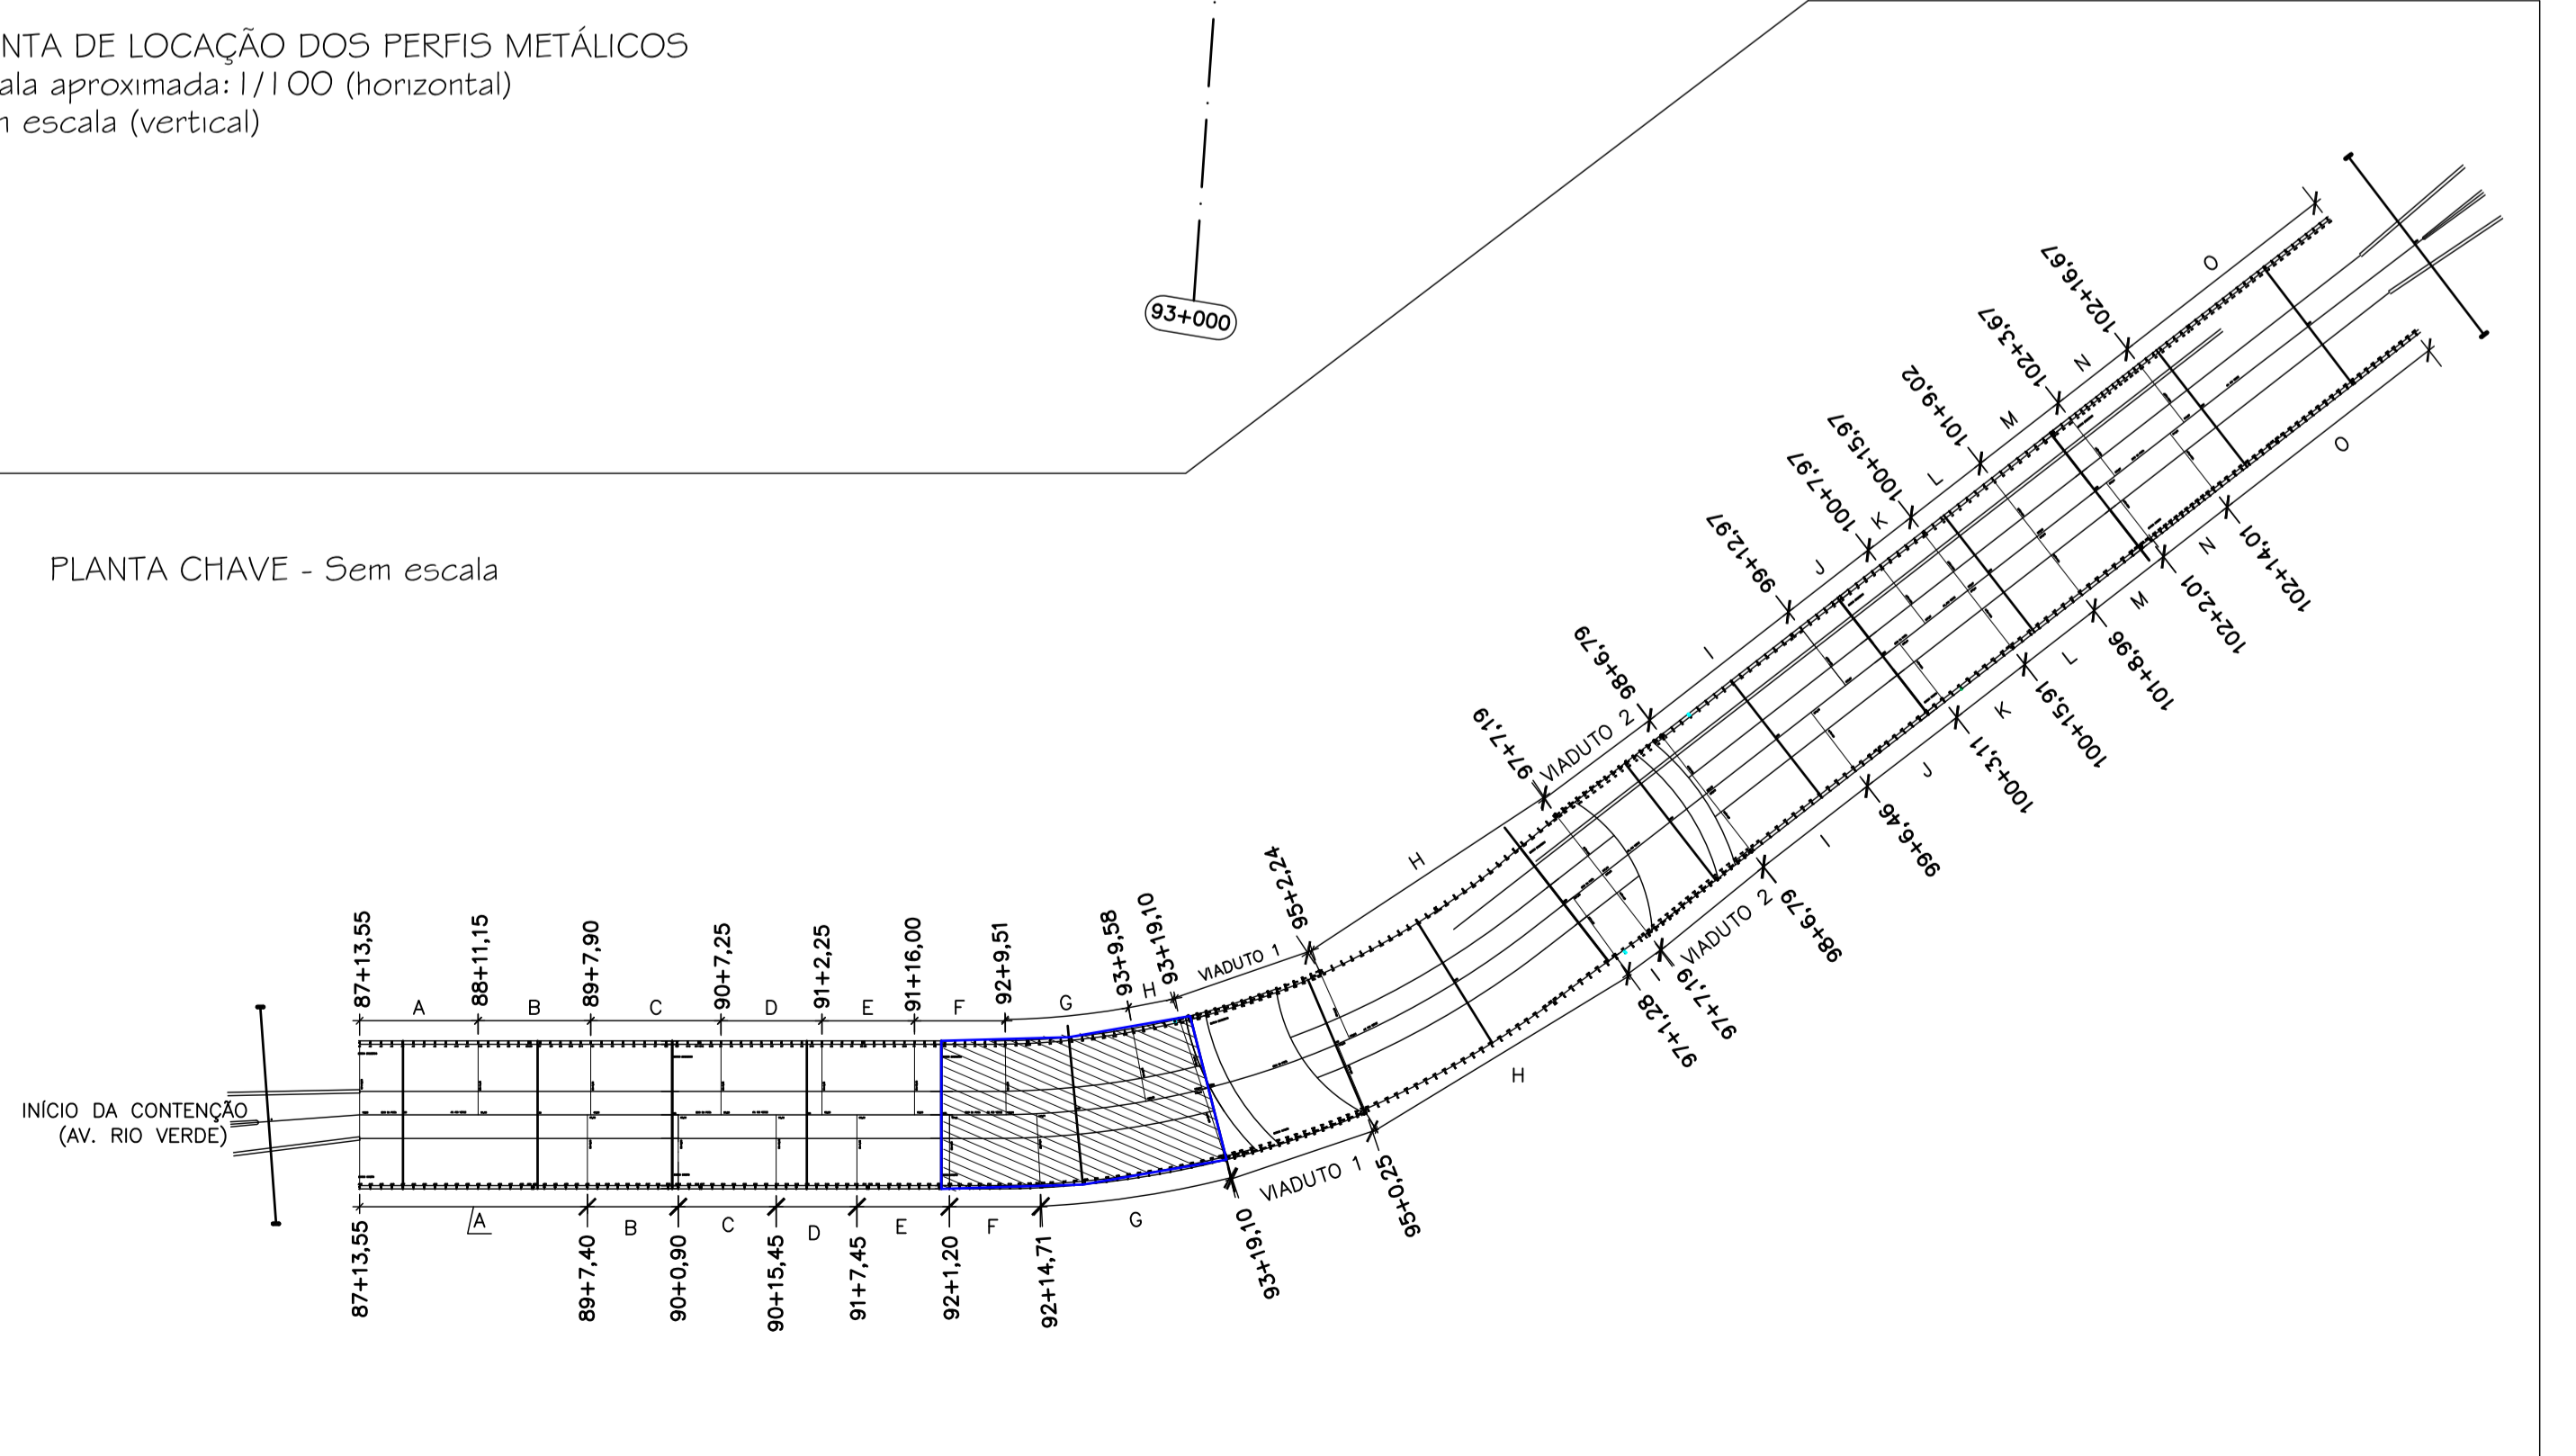 NTA DE LOCAÇÃO DOS PERFIS METÁLICOS
ala aproximada: 1/100 (horizontal)
escala (vertical)
93+000
PLANTA CHAVE - Sem escala
INÍCIO DA CONTENÇÃO
(AV. RIO VERDE)
87+13,55
A
88+11,15
B
89+7,90
C
90+7,25
D
91+2,25
E
91+16,00
F
92+9,51
G
93+9,58
H
93+19,10
VIADUTO 1
95+2,24
H
97+7,19
VIADUTO 2
98+6,79
I
99+12,97
J
100+7,97
K
100+15,97
L
101+9,02
M
102+3,67
N
102+16,67
O
87+13,55
A
89+7,40
B
90+0,90
C
90+15,45
D
91+7,45
E
92+1,20
F
92+14,71
G
93+19,10
VIADUTO 1
95+0,25
H
97+1,28
I
97+7,19
VIADUTO 2
98+6,79
I
99+6,46
J
100+3,11
K
100+15,91
L
101+8,96
M
102+2,01
N
102+14,01
O